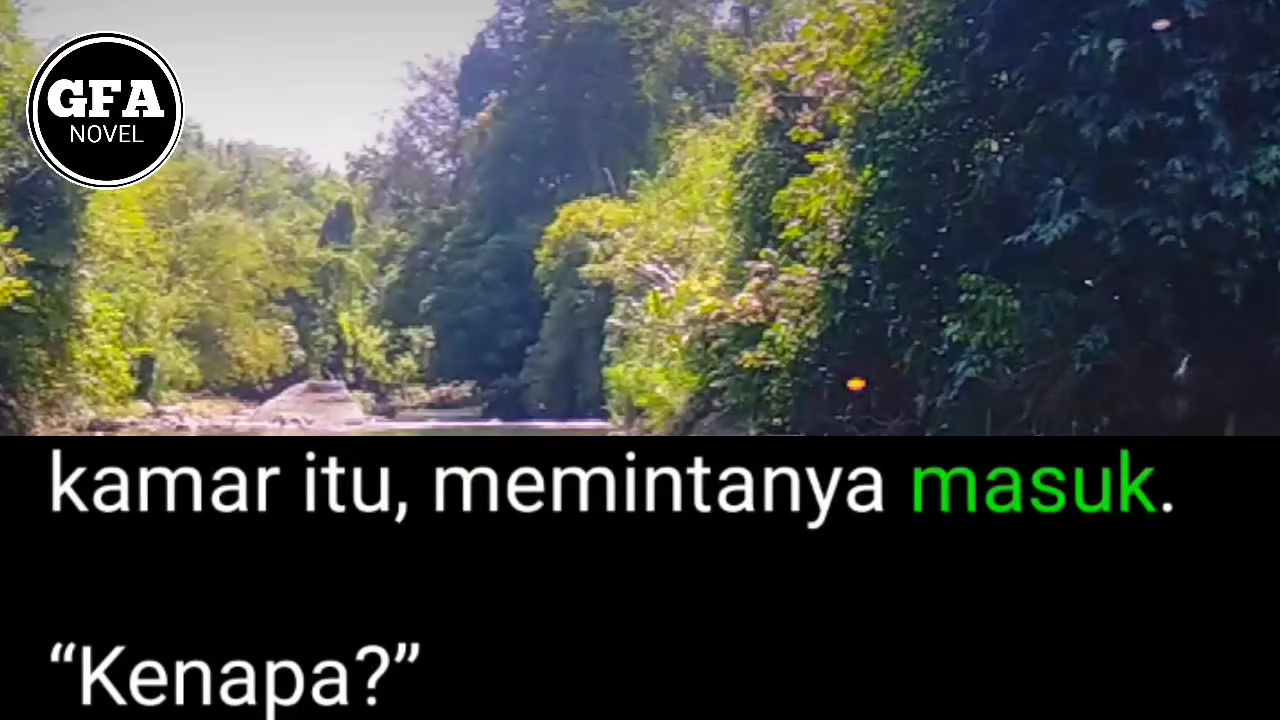 GFA
NOVEL
kamar itu, memintanya masuk.
“Kenapa?”